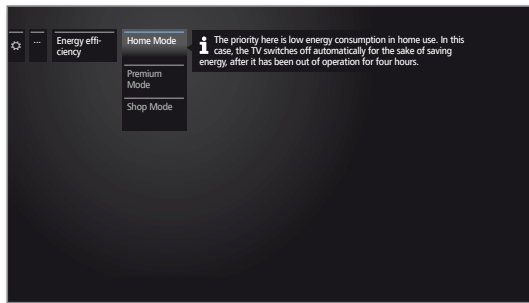 ...
Energy effi-
ciency
Home Mode
Premium
Mode
Shop Mode
The priority here is low energy consumption in home use. In this
case, the TV switches off automatically for the sake of saving
energy, after it has been out of operation for four hours.